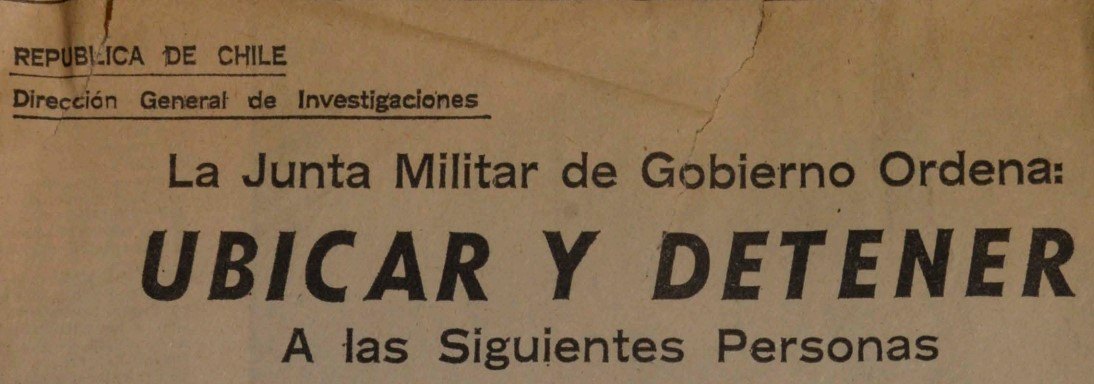 REPUBLICA DE CHILE
Dirección General de Investigaciones
La Junta Militar de Gobierno Ordena:
UBICAR Y DETENER
A las Siguientes Personas